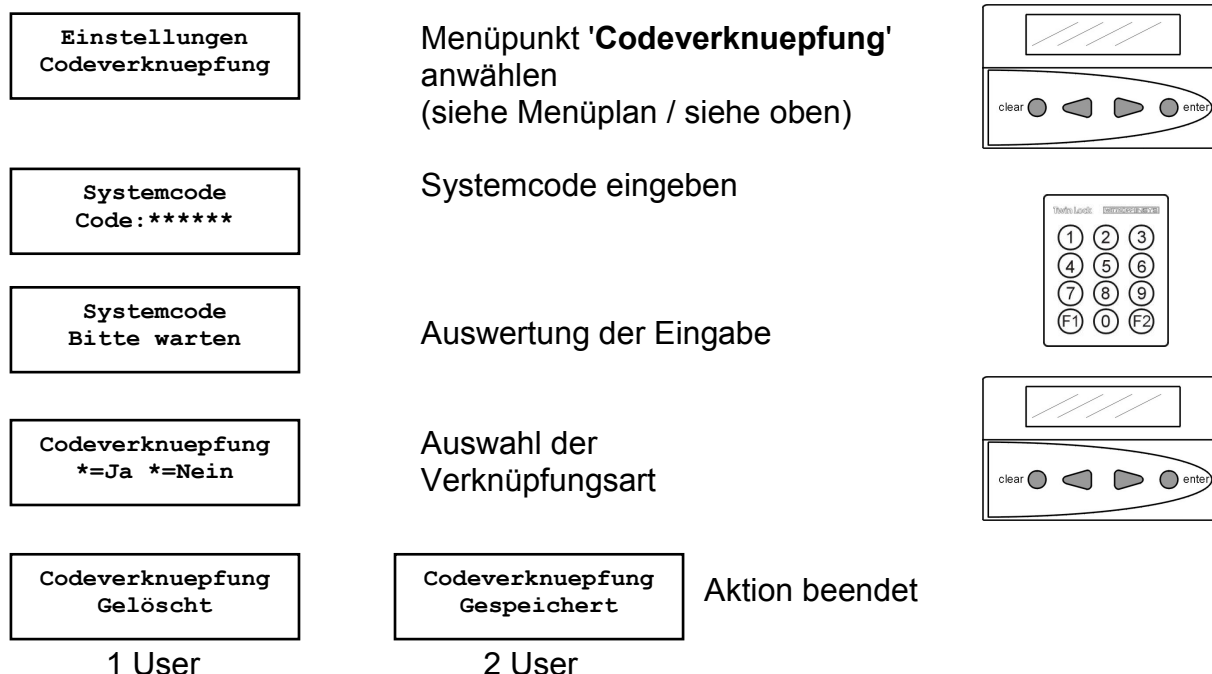 Einstellungen
Codeverknuepfung
Menüpunkt 'Codeverknuepfung'
anwählen
(siehe Menüplan / siehe oben)
clear enter
Systemcode
Code:******
Systemcode eingeben
Twin Lock
1 2 3
4 5 6
7 8 9
F1 0 F2
Systemcode
Bitte warten
Auswertung der Eingabe
Codeverknuepfung
*=Ja *=Nein
Auswahl der
Verknüpfungsart
clear enter
Codeverknuepfung
Gelöscht
1 User
Codeverknuepfung
Gespeichert
2 User
Aktion beendet